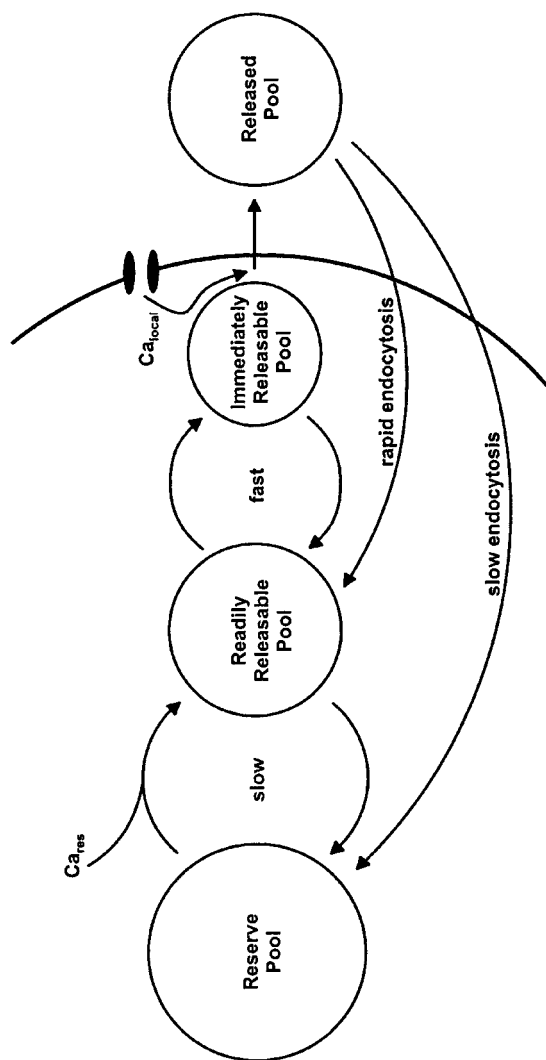 Ca_res
Reserve
Pool
slow
Readily
Releasable
Pool
fast
Ca_local
Immediately
Releasable
Pool
Released
Pool
rapid endocytosis
slow endocytosis